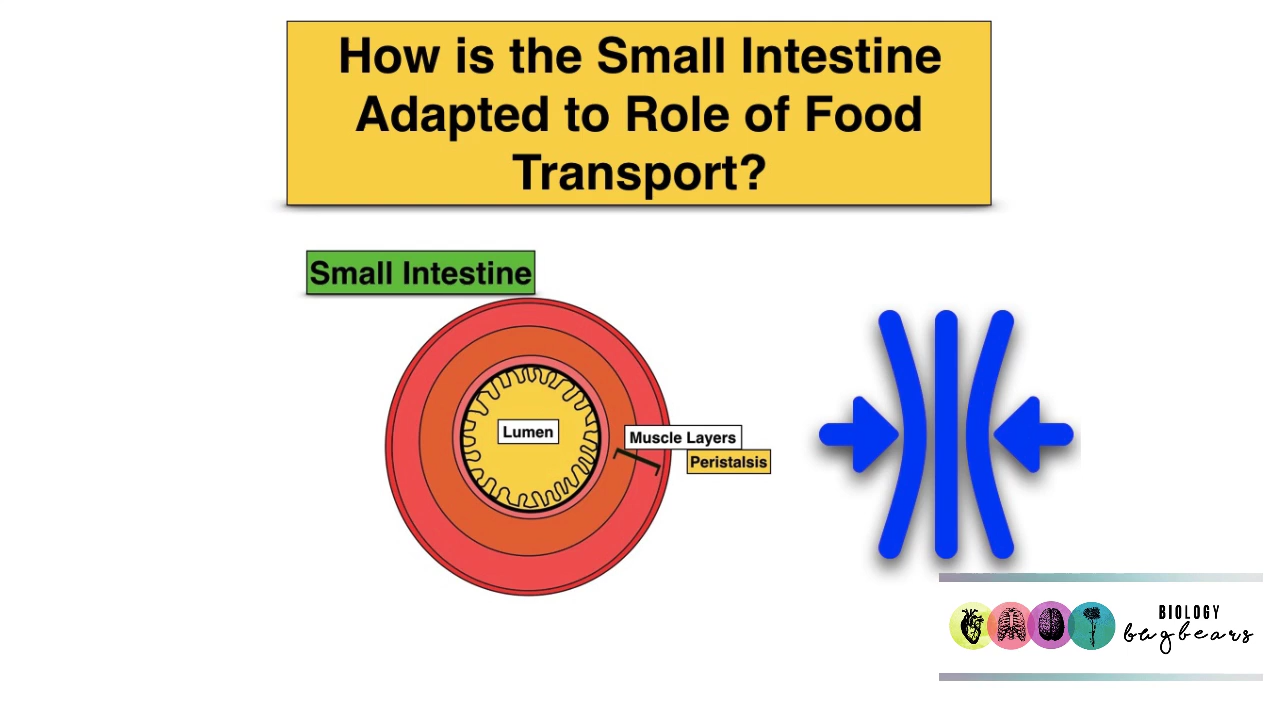 How is the Small Intestine
Adapted to Role of Food
Transport?
Small Intestine
Lumen
Muscle Layers
Peristalsis
BIOLOGY
bugbears